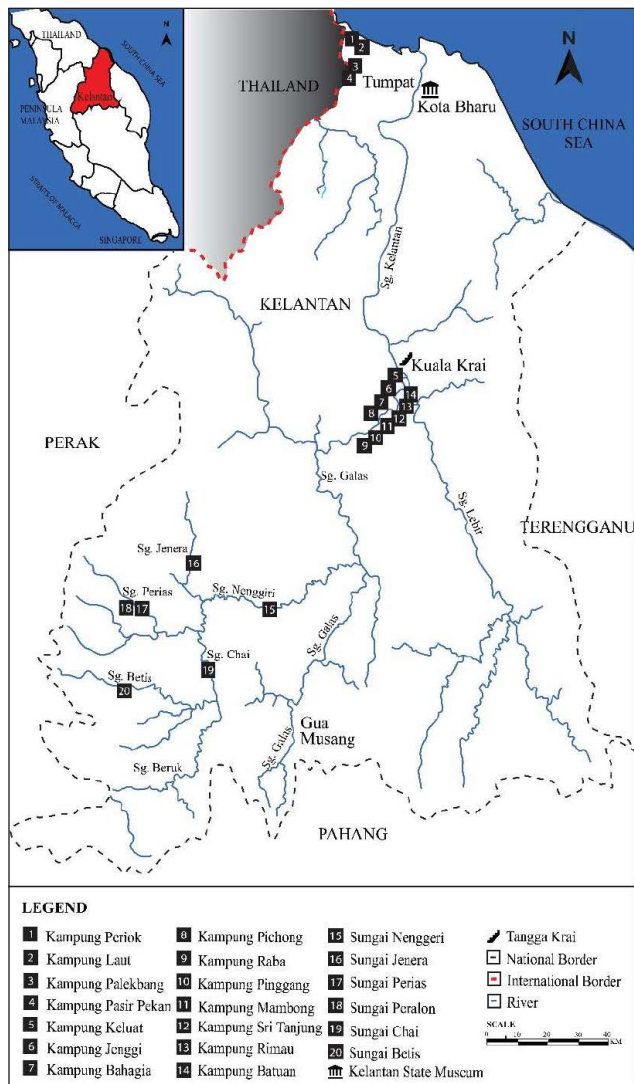 THAILAND
N
SOUTH CHINA SEA
Kelantan
PENINSULA
MALAYSIA
STRAITS OF MALACCA
SINGAPORE
THAILAND
1
2
3
4
Tumpat
Kota Bharu
N
SOUTH CHINA
SEA
Sg. Kelantan
KELANTAN
Kuala Krai
5
6
7
8
9
10
11
12
13
14
PERAK
Sg. Galas
Sg. Lebir
TERENGGANU
Sg. Jenera
16
Sg. Perias
18
17
Sg. Nenggiri
15
Sg. Galas
Sg. Chai
19
Sg. Betis
20
Gua
Musang
Sg. Galas
Sg. Beruk
PAHANG
LEGEND
1 Kampung Periok
2 Kampung Laut
3 Kampung Palekbang
4 Kampung Pasir Pekan
5 Kampung Keluat
6 Kampung Jenggi
7 Kampung Bahagia
8 Kampung Pichong
9 Kampung Raba
10 Kampung Pinggang
11 Kampung Mambong
12 Kampung Sri Tanjung
13 Kampung Rimau
14 Kampung Batuan
15 Sungai Nenggeri
16 Sungai Jenera
17 Sungai Perias
18 Sungai Peralon
19 Sungai Chai
20 Sungai Betis
Kelantan State Muscum
Tangga Krai
National Border
International Border
River
SCALE
0 10 20 40
KM